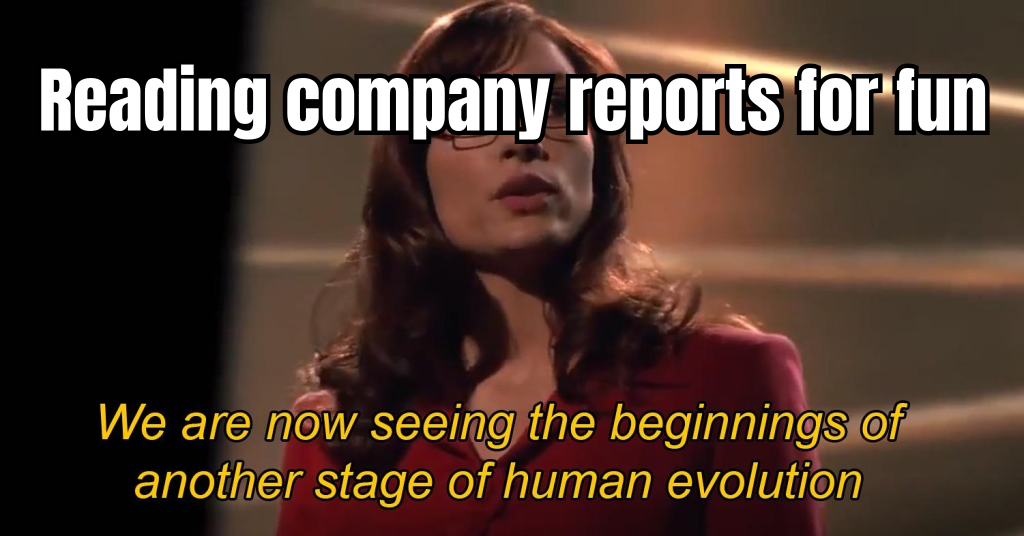 Reading company reports for fun
We are now seeing the beginnings of
another stage of human evolution